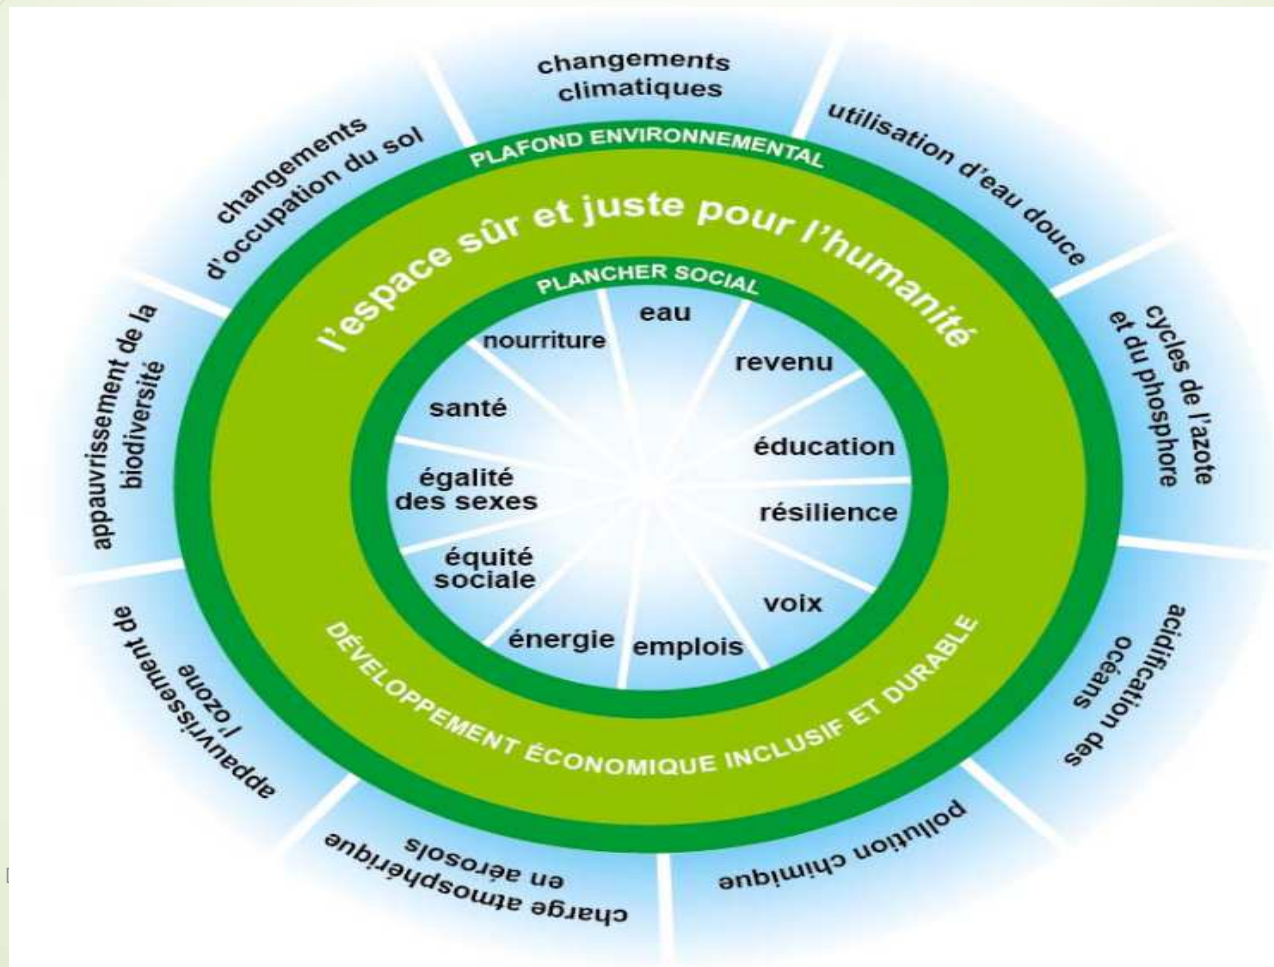 changements
climatiques
utilisation d'eau douce
cycles de l'azote
et du phosphore
acidification des
océans
pollution chimique
charge atmosphérique
en aérosols
appauvrissement de
l'ozone
appauvrissement de la
biodiversité
changements
d'occupation du sol
PLAFOND ENVIRONNEMENTAL
l'espace sûr et juste pour l'humanité
PLANCHER SOCIAL
eau
revenu
éducation
résilience
voix
emplois
énergie
équité
sociale
égalité
des sexes
santé
nourriture
DÉVELOPPEMENT ÉCONOMIQUE INCLUSIF ET DURABLE